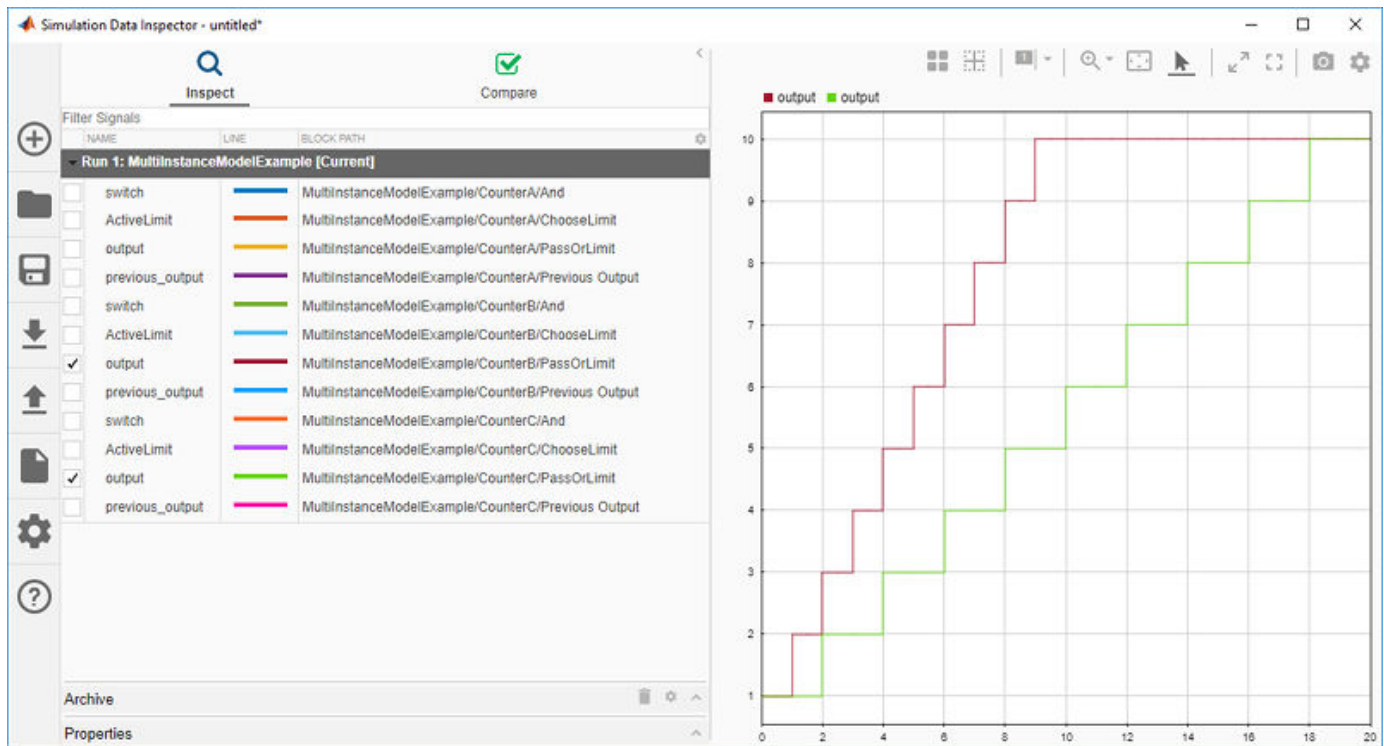 Simulation Data Inspector - untitled*
Inspect
Compare
Filter Signals
NAME LINE BLOCK PATH
Run 1: MultiInstanceModelExample [Current]
switch MultiInstanceModelExample/CounterA/And
ActiveLimit MultiInstanceModelExample/CounterA/ChooseLimit
output MultiInstanceModelExample/CounterA/PassOrLimit
previous_output MultiInstanceModelExample/CounterA/Previous Output
switch MultiInstanceModelExample/CounterB/And
ActiveLimit MultiInstanceModelExample/CounterB/ChooseLimit
output MultiInstanceModelExample/CounterB/PassOrLimit
previous_output MultiInstanceModelExample/CounterB/Previous Output
switch MultiInstanceModelExample/CounterC/And
ActiveLimit MultiInstanceModelExample/CounterC/ChooseLimit
output MultiInstanceModelExample/CounterC/PassOrLimit
previous_output MultiInstanceModelExample/CounterC/Previous Output
Archive
Properties
1
output output
10
9
8
7
6
5
4
3
2
1
0 2 4 6 8 10 12 14 16 18 20